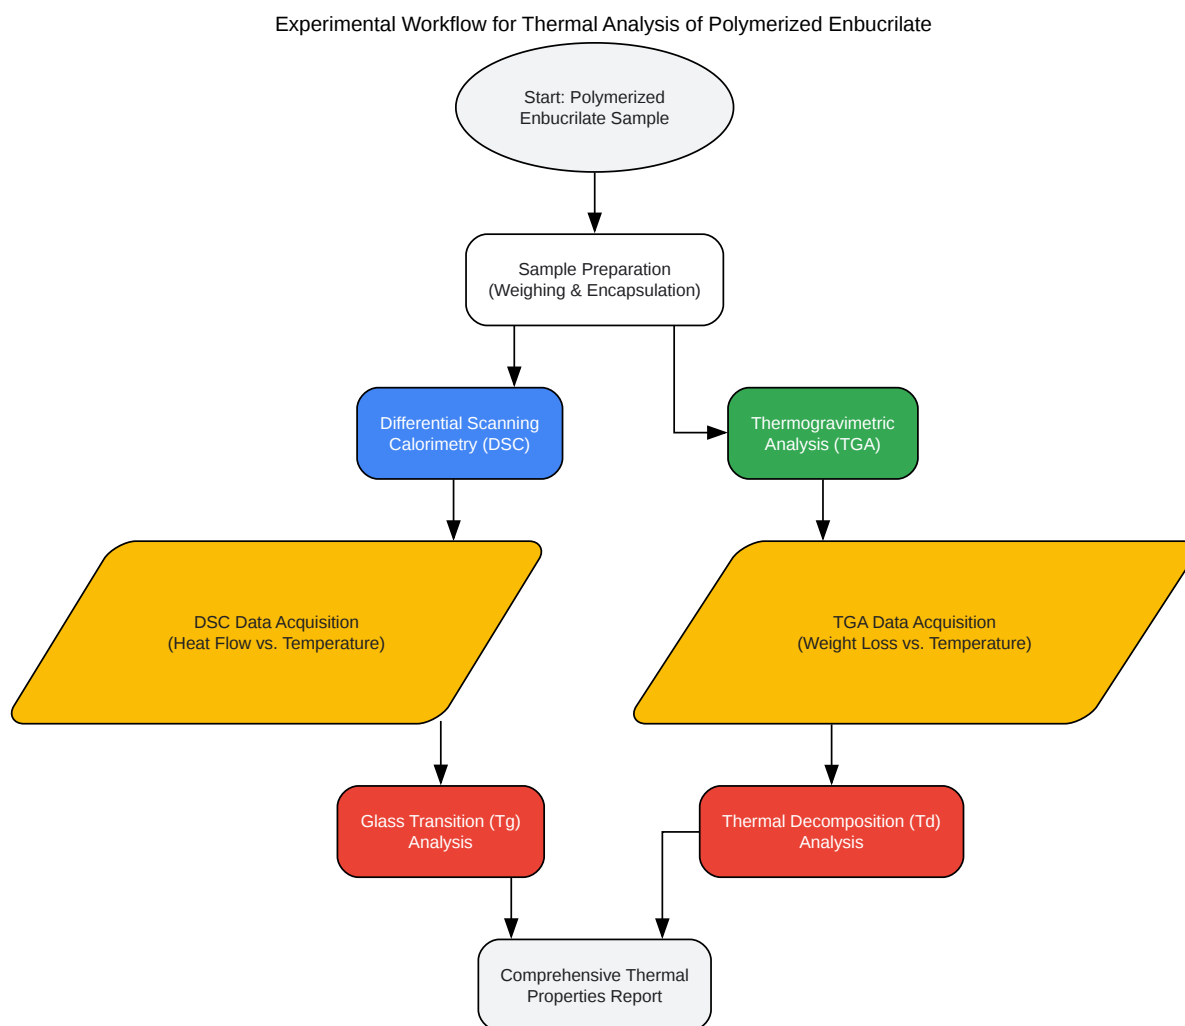 Experimental Workflow for Thermal Analysis of Polymerized Enbucrilate
Start: Polymerized
Enbucrilate Sample
Sample Preparation
(Weighing & Encapsulation)
Differential Scanning
Calorimetry (DSC)
Thermogravimetric
Analysis (TGA)
DSC Data Acquisition
(Heat Flow vs. Temperature)
TGA Data Acquisition
(Weight Loss vs. Temperature)
Glass Transition (Tg)
Analysis
Thermal Decomposition (Td)
Analysis
Comprehensive Thermal
Properties Report